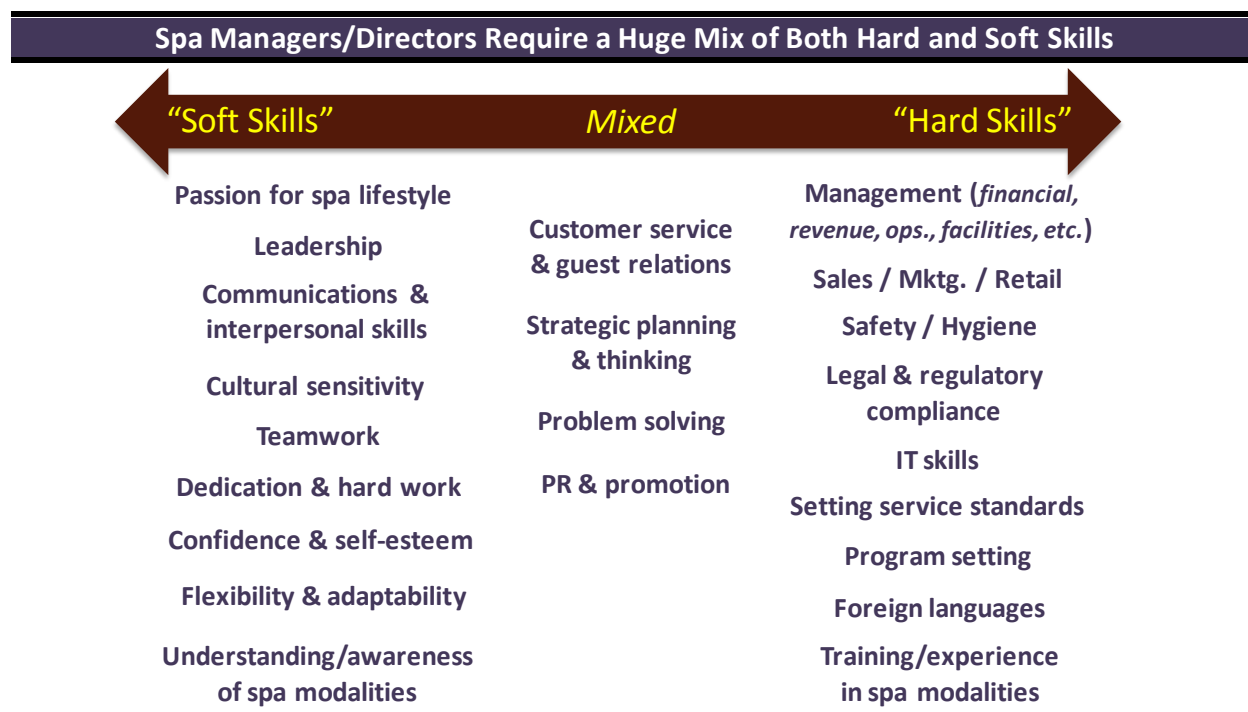 Spa Managers/Directors Require a Huge Mix of Both Hard and Soft Skills
“Soft Skills”
Mixed
“Hard Skills”
Passion for spa lifestyle
Leadership
Communications &
interpersonal skills
Cultural sensitivity
Teamwork
Dedication & hard work
Confidence & self-esteem
Flexibility & adaptability
Understanding/awareness
of spa modalities
Customer service
& guest relations
Strategic planning
& thinking
Problem solving
PR & promotion
Management (financial,
revenue, ops., facilities, etc.)
Sales / Mktg. / Retail
Safety / Hygiene
Legal & regulatory
compliance
IT skills
Setting service standards
Program setting
Foreign languages
Training/experience
in spa modalities